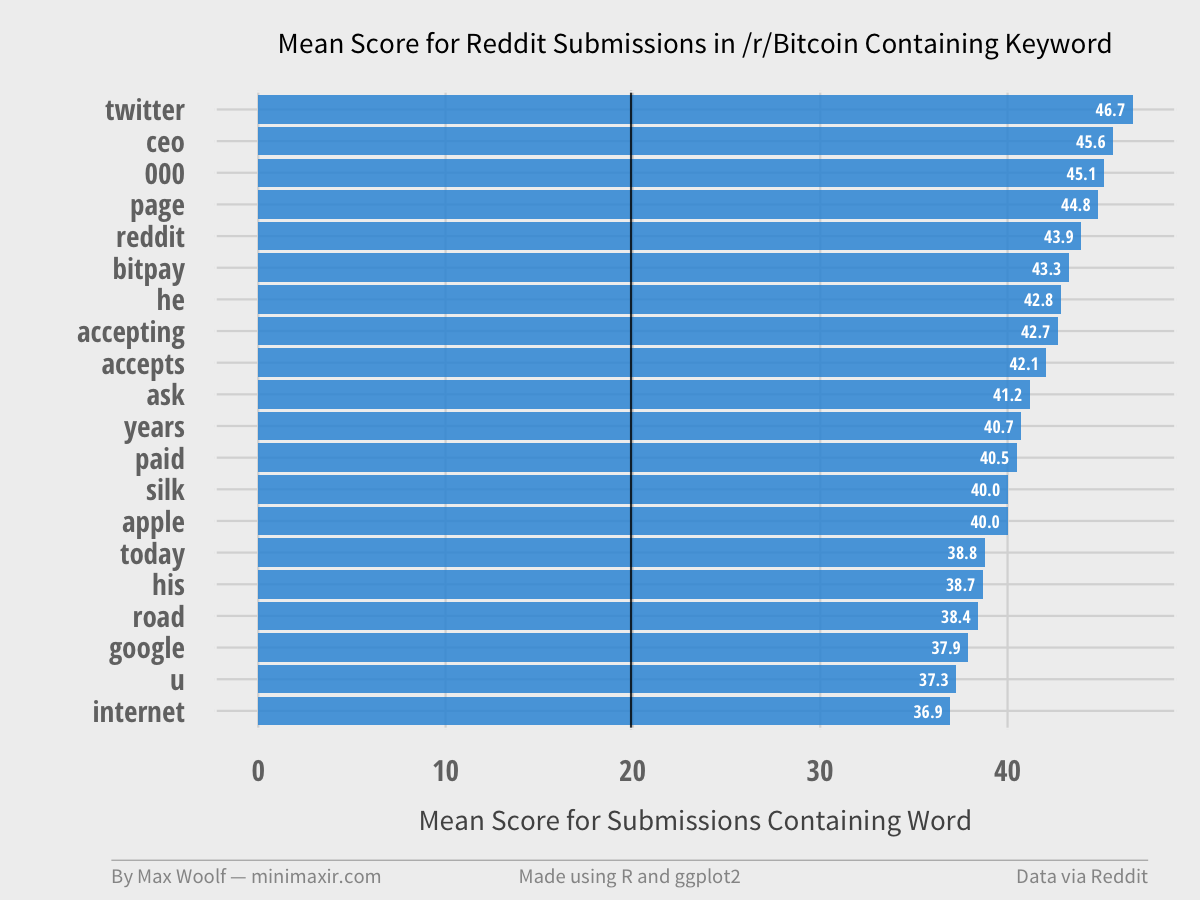 Mean Score for Reddit Submissions in /r/Bitcoin Containing Keyword
twitter 46.7
ceo 45.6
000 45.1
page 44.8
reddit 43.9
bitpay 43.3
he 42.8
accepting 42.7
accepts 42.1
ask 41.2
years 40.7
paid 40.5
silk 40.0
apple 40.0
today 38.8
his 38.7
road 38.4
google 37.9
u 37.3
internet 36.9
0 10 20 30 40
Mean Score for Submissions Containing Word
By Max Woolf — minimaxir.com Made using R and ggplot2 Data via Reddit